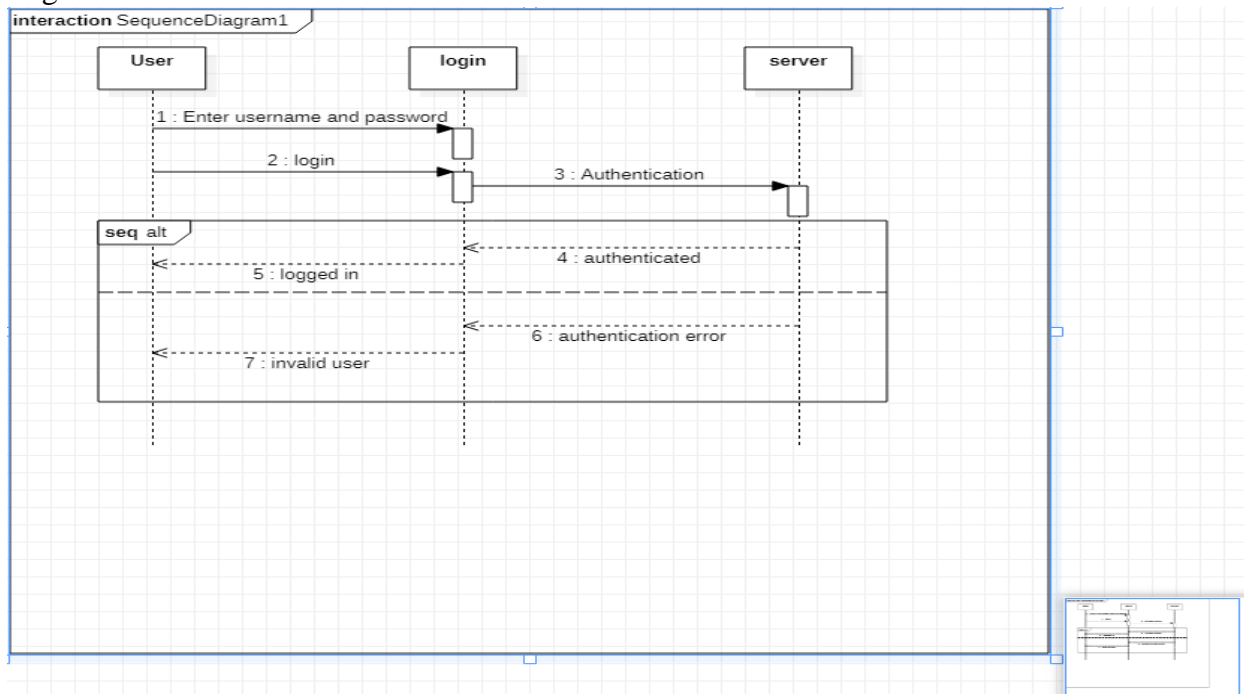 interaction SequenceDiagram1
User login server
1 : Enter username and password
2 : login
3 : Authentication
seq alt
4 : authenticated
5 : logged in
6 : authentication error
7 : invalid user